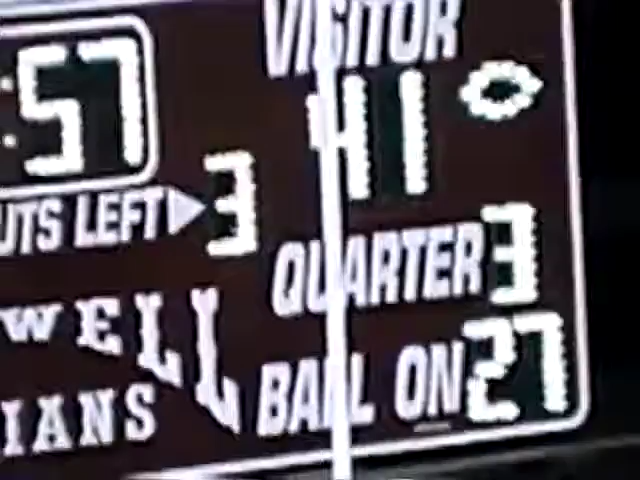 VISITOR
:57
41
UTS LEFT 3
QUARTER 3
WELL
BALL ON 27
IANS